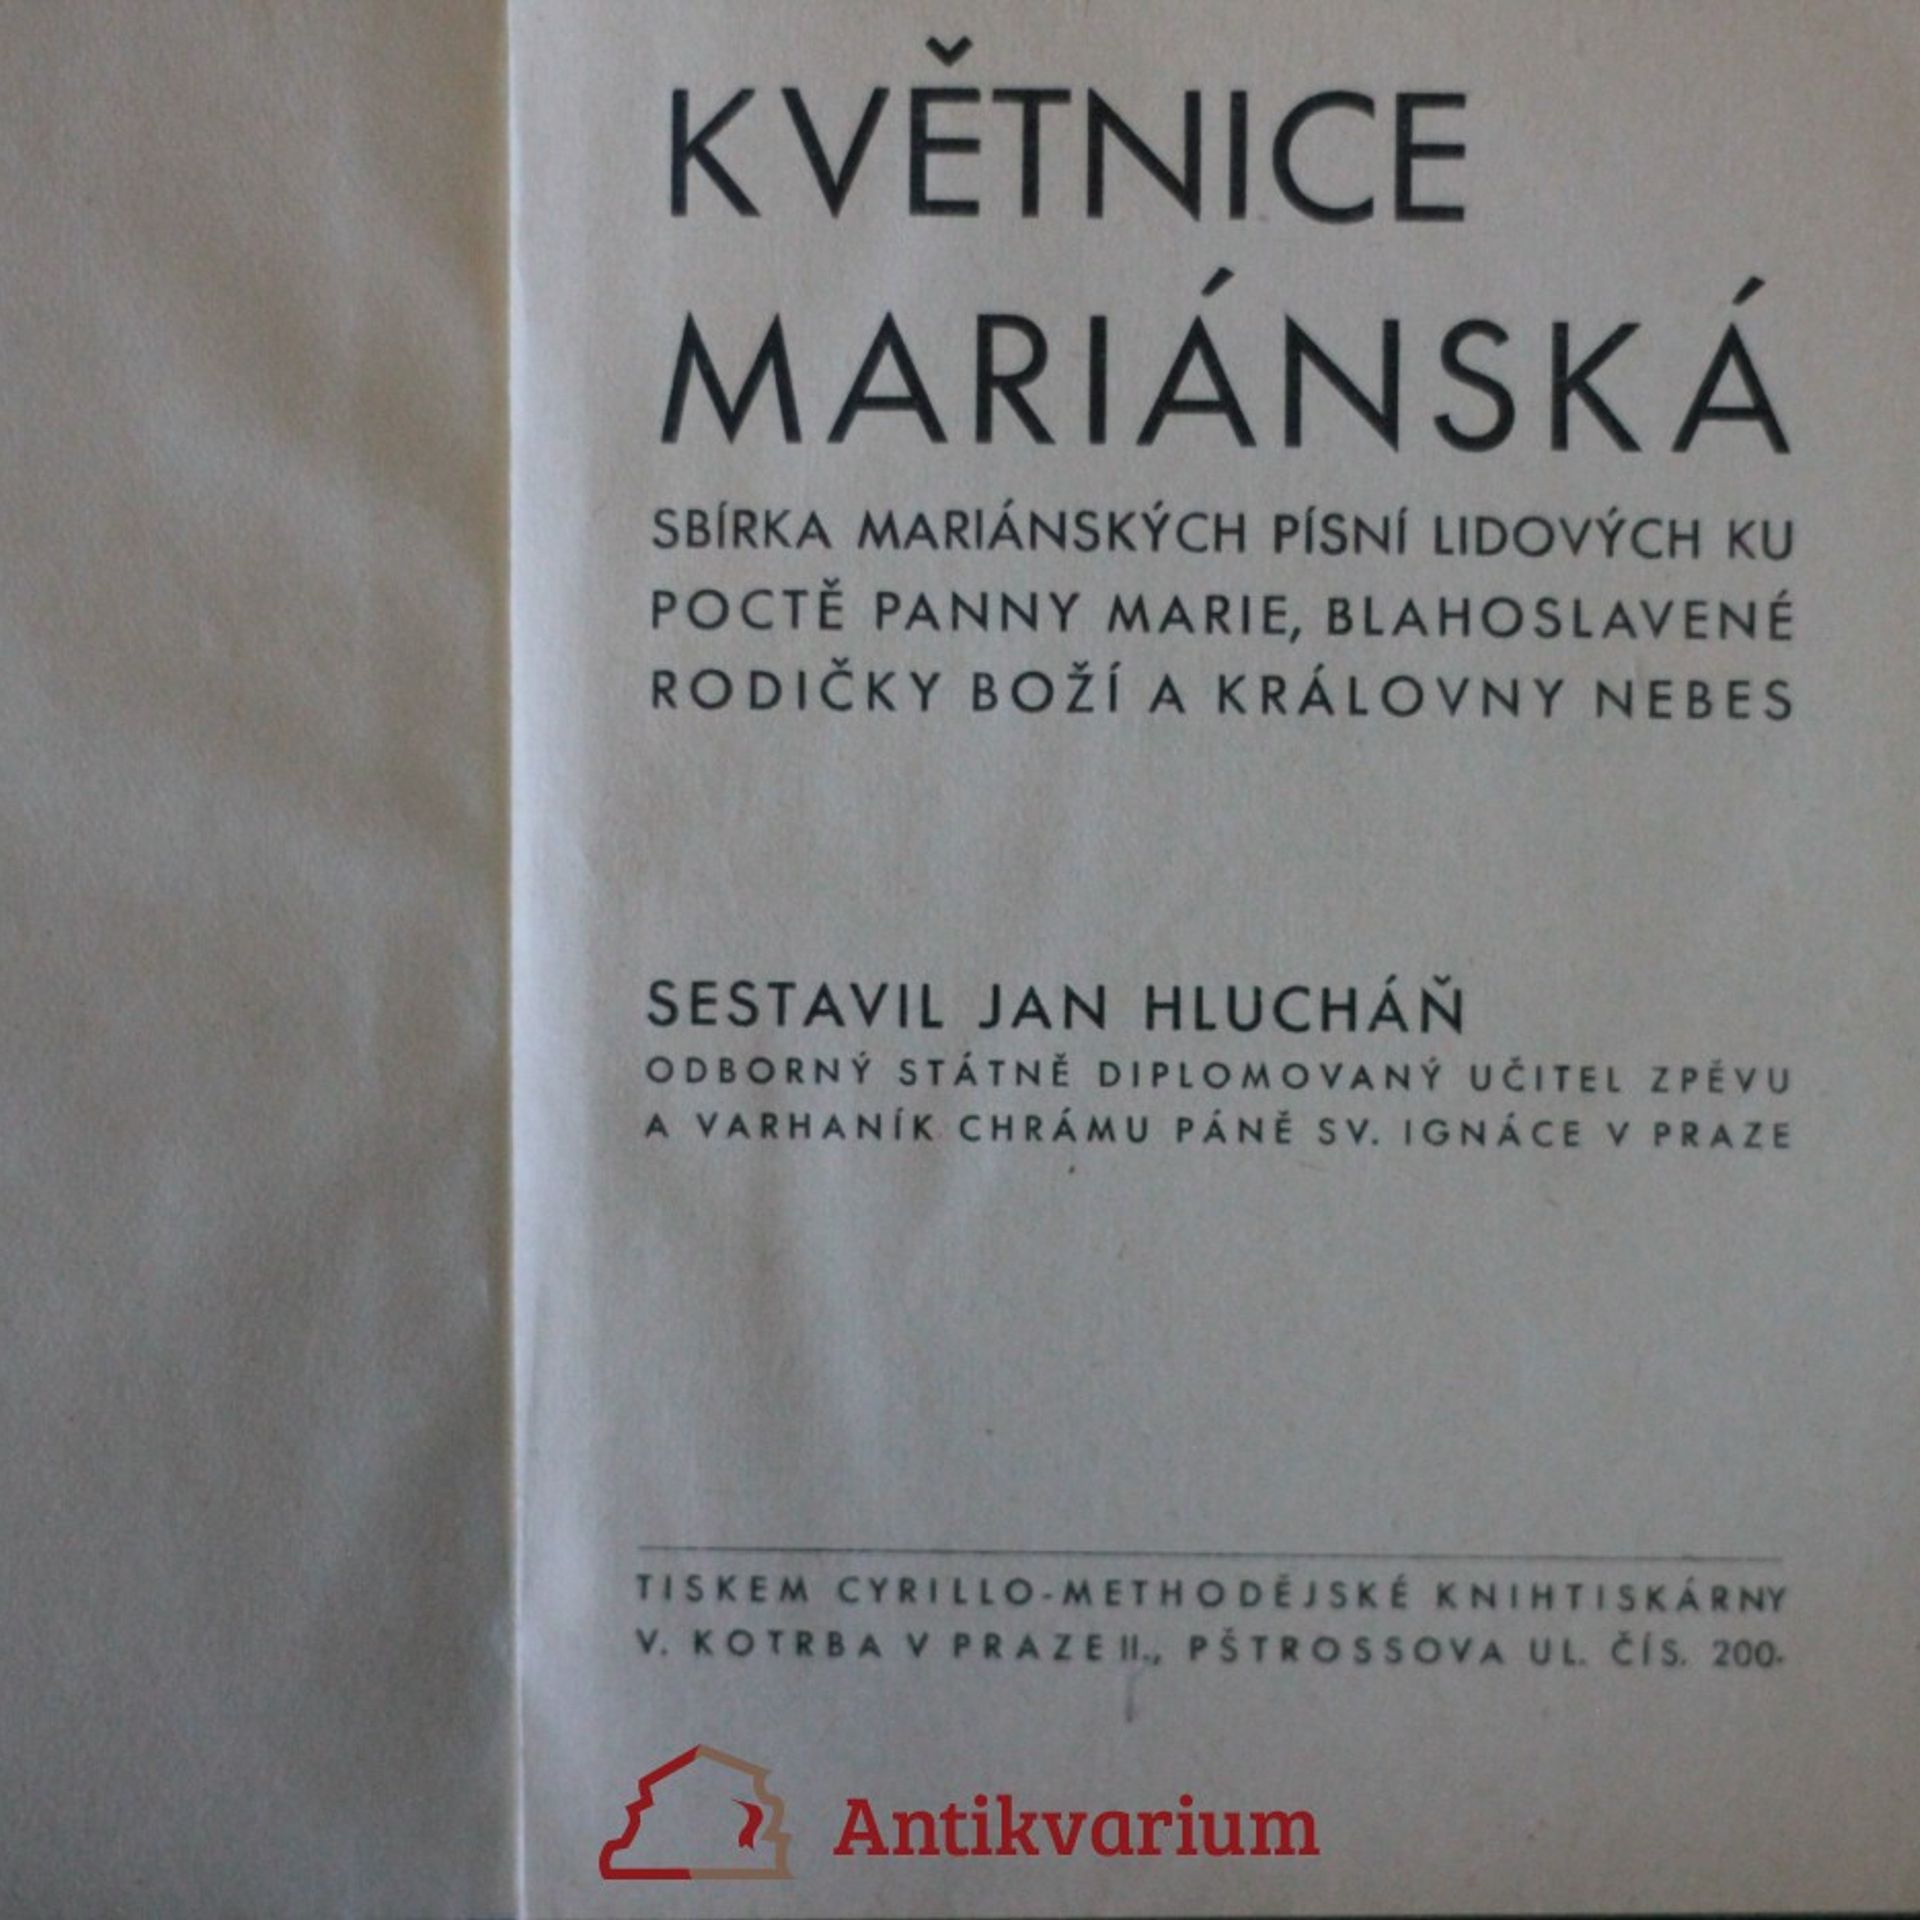 KVĚTNICE
MARIÁNSKÁ
SBÍRKA MARIÁNSKÝCH PÍSNÍ LIDOVÝCH KU
POCTĚ PANNY MARIE, BLAHOSLAVENÉ
RODIČKY BOŽÍ A KRÁLOVNY NEBES
SESTAVIL JAN HLUCHÁŇ
ODBORNÝ STÁTNĚ DIPLOMOVANÝ UČITEL ZPĚVU
A VARHANÍK CHRÁMU PÁNĚ SV. IGNÁCE V PRAZE
TISKEM CYRILLO-METHODĚJSKÉ KNIHTISKÁRNY
V. KOTRBA V PRAZE II., PŠTROSSOVA UL. ČÍS. 200.
Antikvarium